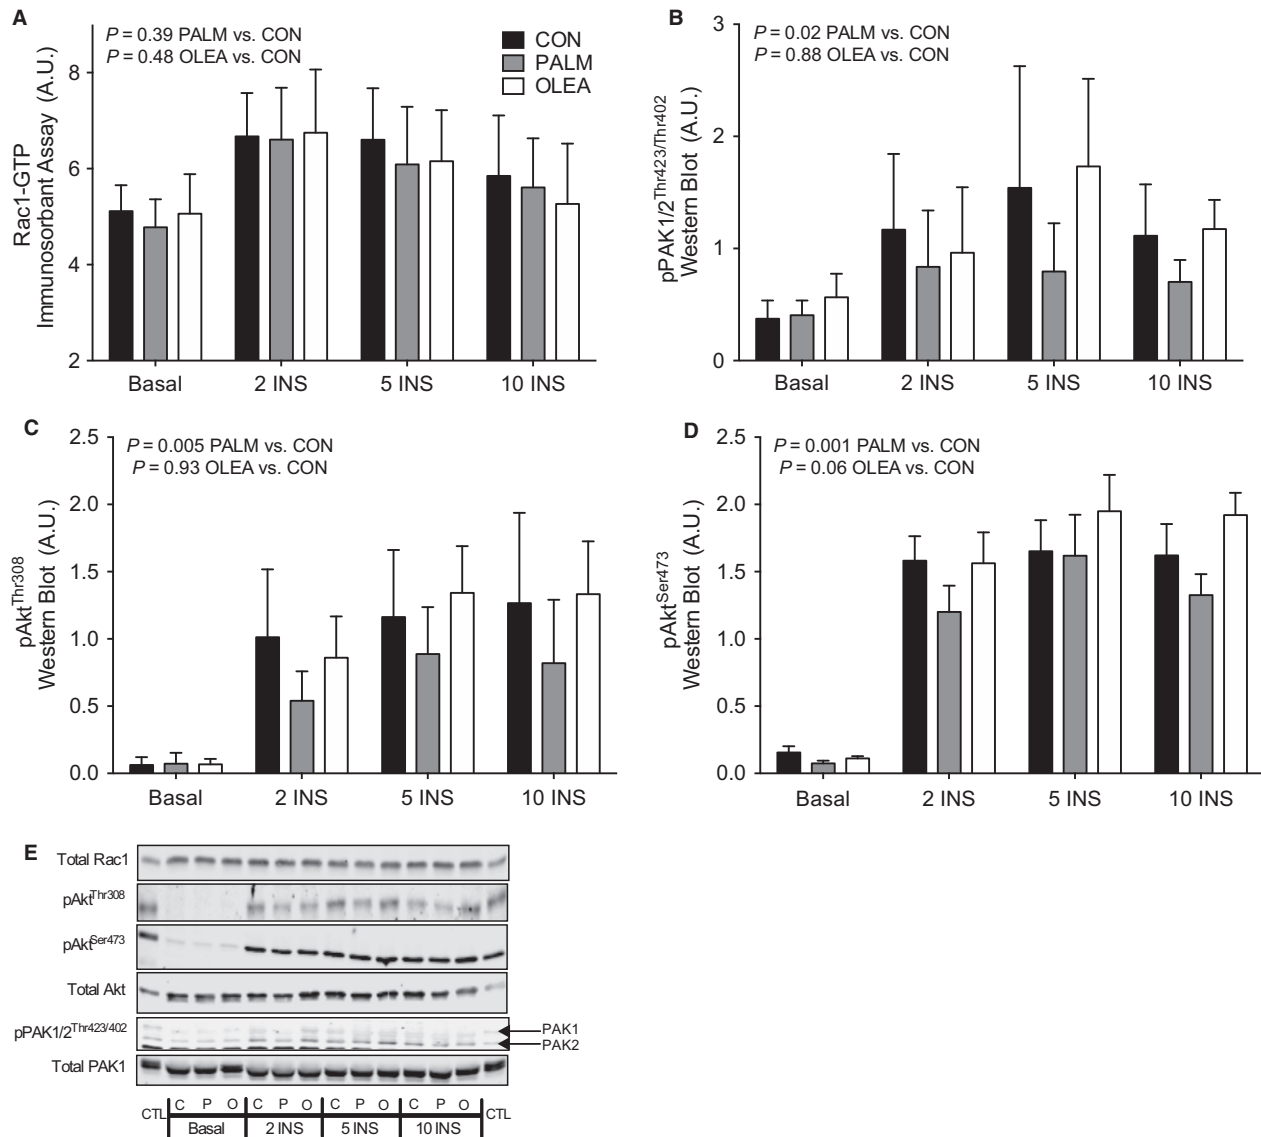 A
P = 0.39 PALM vs. CON
P = 0.48 OLEA vs. CON
CON
PALM
OLEA
Rac1-GTP
Immunosorbant Assay (A.U.)
8
6
4
2
Basal 2 INS 5 INS 10 INS
B
P = 0.02 PALM vs. CON
P = 0.88 OLEA vs. CON
pPAK1/2Thr423/Thr402
Western Blot (A.U.)
3
2
1
0
Basal 2 INS 5 INS 10 INS
C
P = 0.005 PALM vs. CON
P = 0.93 OLEA vs. CON
pAktThr308
Western Blot (A.U.)
2.5
2.0
1.5
1.0
0.5
0.0
Basal 2 INS 5 INS 10 INS
D
P = 0.001 PALM vs. CON
P = 0.06 OLEA vs. CON
pAktSer473
Western Blot (A.U.)
2.5
2.0
1.5
1.0
0.5
0.0
Basal 2 INS 5 INS 10 INS
E
Total Rac1
pAktThr308
pAktSer473
Total Akt
pPAK1/2Thr423/402
PAK1
PAK2
Total PAK1
CTL C P O C P O C P O C P O CTL
Basal 2 INS 5 INS 10 INS